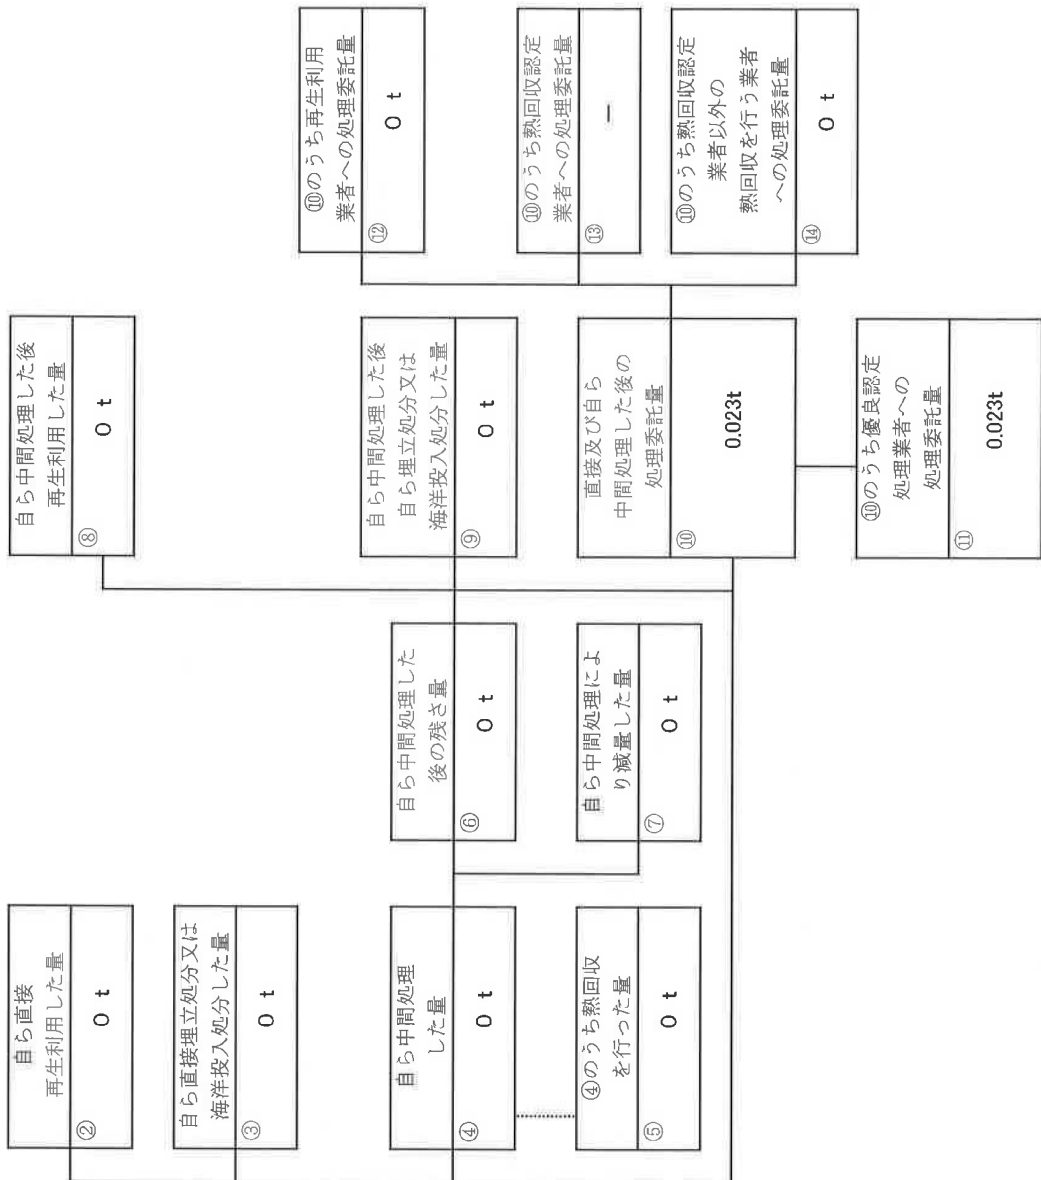 自ら直接
再生利用した量
②
0 t
自ら直接埋立処分又は
海洋投入処分した量
③
0 t
自ら中間処理
した量
④
0 t
④のうち熱回収
を行った量
⑤
0 t
自ら中間処理した
後の残さ量
⑥
0 t
自ら中間処理によ
り減量した量
⑦
0 t
自ら中間処理した後
再生利用した量
⑧
0 t
自ら中間処理した後
自ら埋立処分又は
海洋投入処分した量
⑨
0 t
直接及び自ら
中間処理した後の
処理委託量
⑩
0.023t
⑩のうち優良認定
処理業者への
処理委託量
⑪
0.023t
⑩のうち再生利用
業者への処理委託量
⑫
0 t
⑩のうち熱回収認定
業者への処理委託量
⑬
ー
⑩のうち熱回収認定
業者以外の
熱回収を行う業者
への処理委託量
⑭
0 t